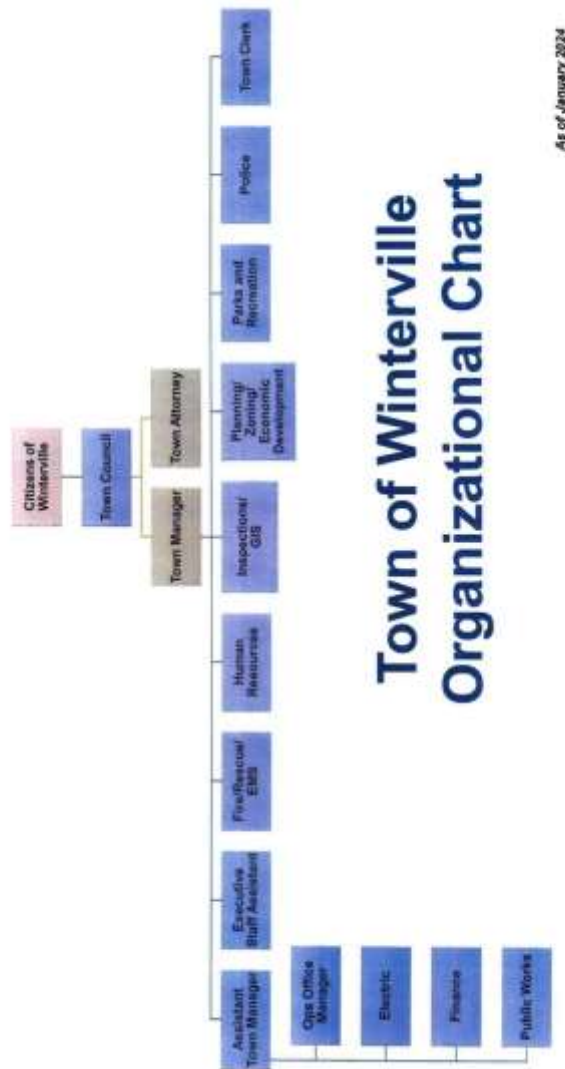 Citizens of
Winterville
Town Council
Town Manager
Town Attorney
Assistant
Town Manager
Executive
Staff Assistant
Fire/Rescue/
EMS
Human
Resources
Inspections/
GIS
Planning/
Zoning/
Economic
Development
Parks and
Recreation
Police
Town Clerk
Ops Office
Manager
Electric
Finance
Public Works
Town of Winterville
Organizational Chart
As of January 2024